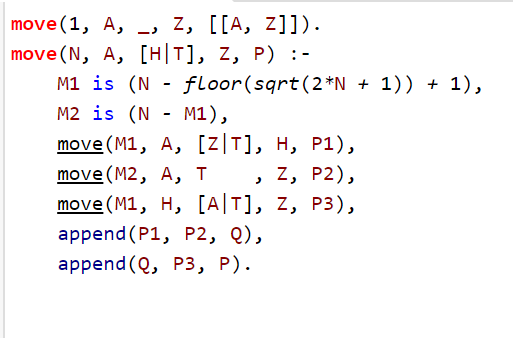 move(1, A, _, Z, [[A, Z]]).
move(N, A, [H|T], Z, P) :-
    M1 is (N - floor(sqrt(2*N + 1)) + 1),
    M2 is (N - M1),
    move(M1, A, [Z|T], H, P1),
    move(M2, A, T    , Z, P2),
    move(M1, H, [A|T], Z, P3),
    append(P1, P2, Q),
    append(Q, P3, P).